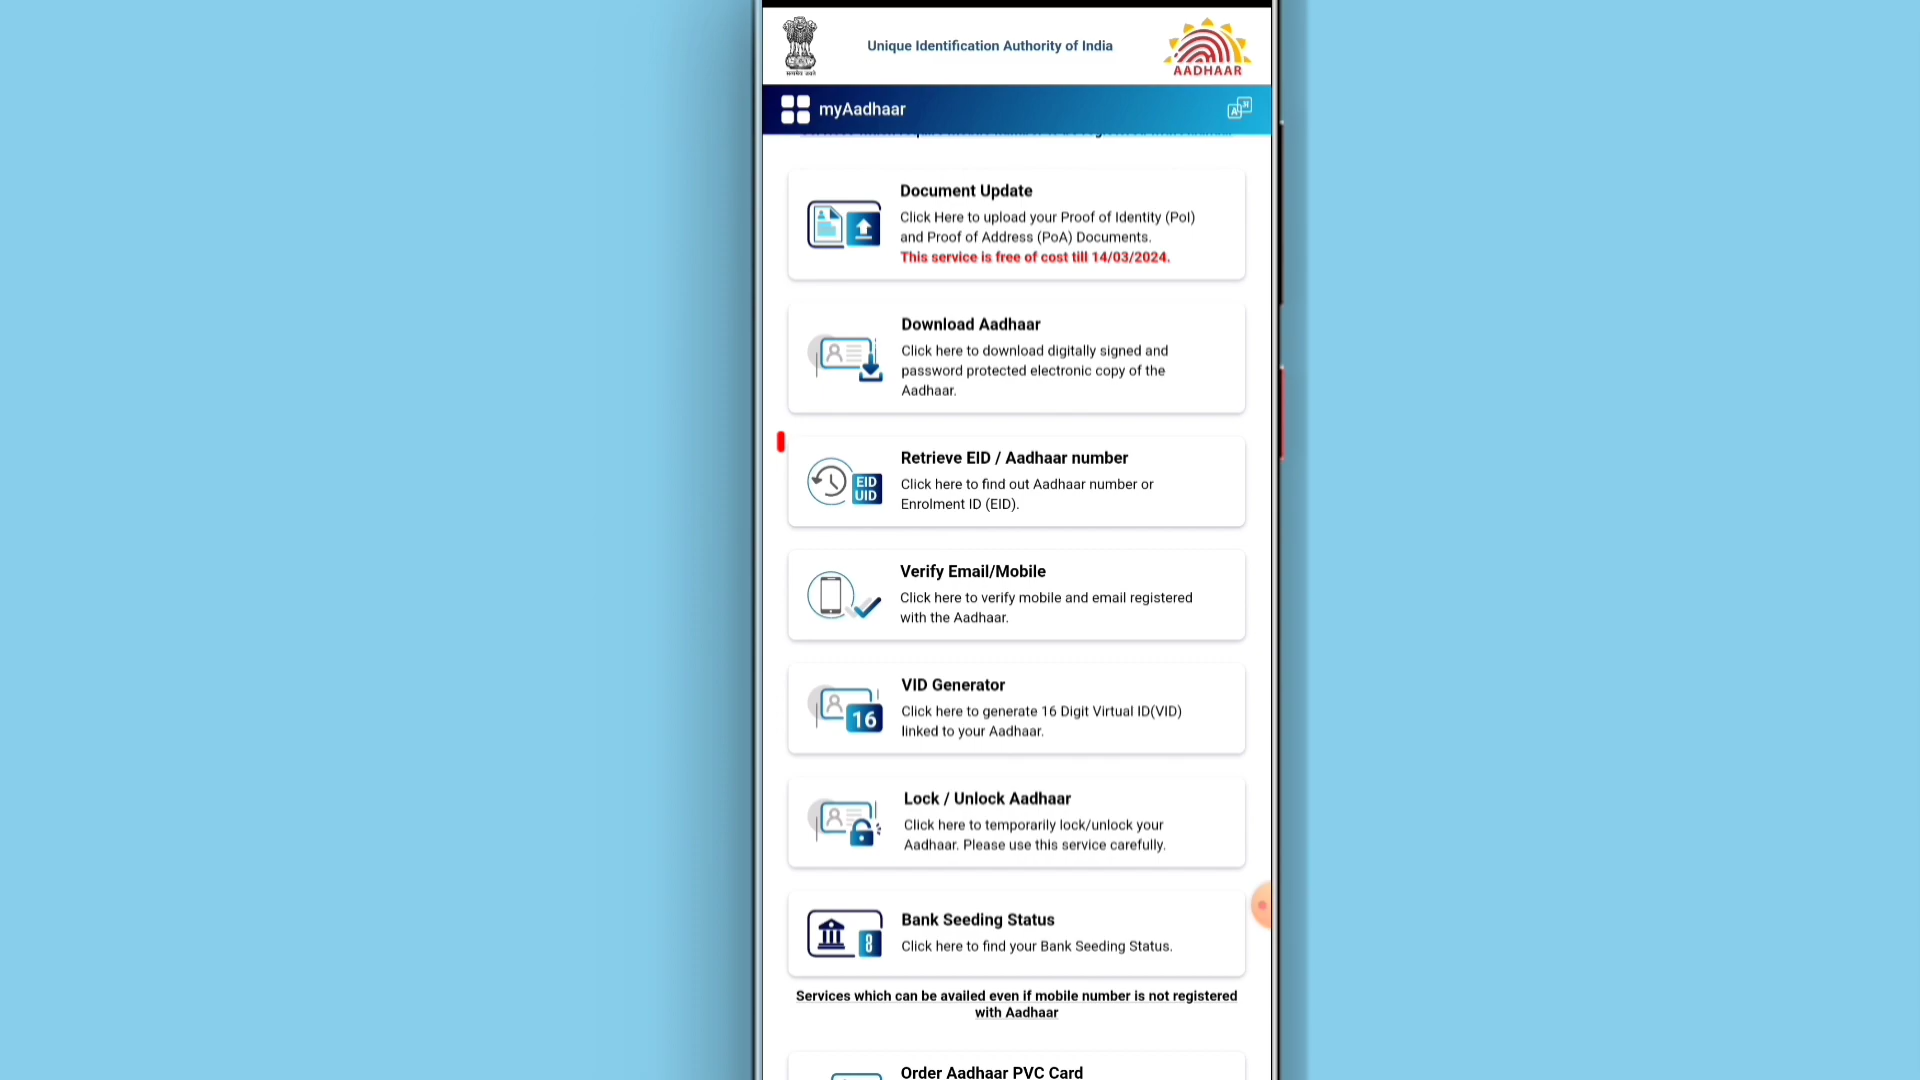 Unique Identification Authority of India
सत्यमेव जयते
AADHAAR
myAadhaar
Document Update
Click Here to upload your Proof of Identity (PoI)
and Proof of Address (PoA) Documents.
This service is free of cost till 14/03/2024.
Download Aadhaar
Click here to download digitally signed and
password protected electronic copy of the
Aadhaar.
EID
UID
Retrieve EID / Aadhaar number
Click here to find out Aadhaar number or
Enrolment ID (EID).
Verify Email/Mobile
Click here to verify mobile and email registered
with the Aadhaar.
16
VID Generator
Click here to generate 16 Digit Virtual ID(VID)
linked to your Aadhaar.
Lock / Unlock Aadhaar
Click here to temporarily lock/unlock your
Aadhaar. Please use this service carefully.
Bank Seeding Status
Click here to find your Bank Seeding Status.
Services which can be availed even if mobile number is not registered
with Aadhaar
Order Aadhaar PVC Card